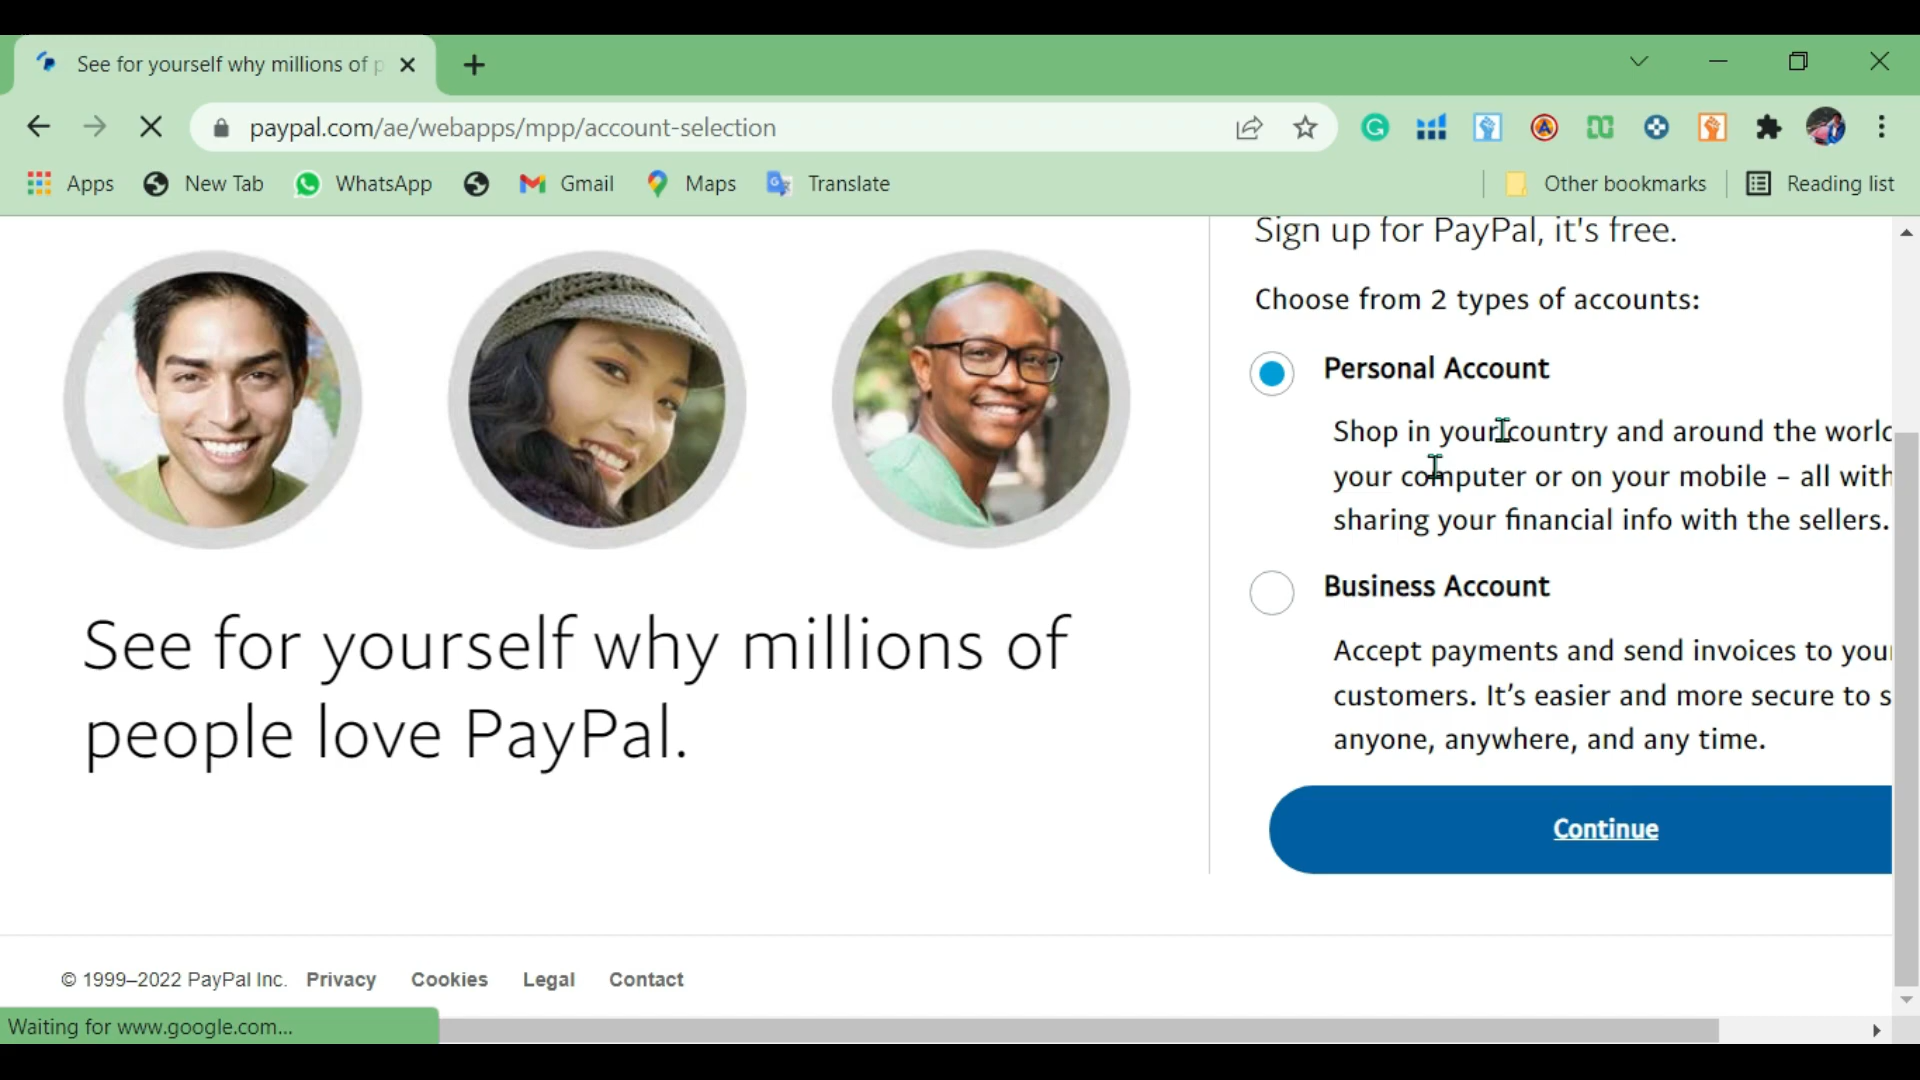 See for yourself why millions of p
paypal.com/ae/webapps/mpp/account-selection
Apps New Tab WhatsApp Gmail Maps Translate Other bookmarks Reading list
Sign up for PayPal, it's free.
Choose from 2 types of accounts:
Personal Account
Shop in your country and around the world
your computer or on your mobile – all with
sharing your financial info with the sellers.
Business Account
Accept payments and send invoices to your
customers. It’s easier and more secure to s
anyone, anywhere, and any time.
Continue
See for yourself why millions of
people love PayPal.
© 1999–2022 PayPal Inc. Privacy Cookies Legal Contact
Waiting for www.google.com...